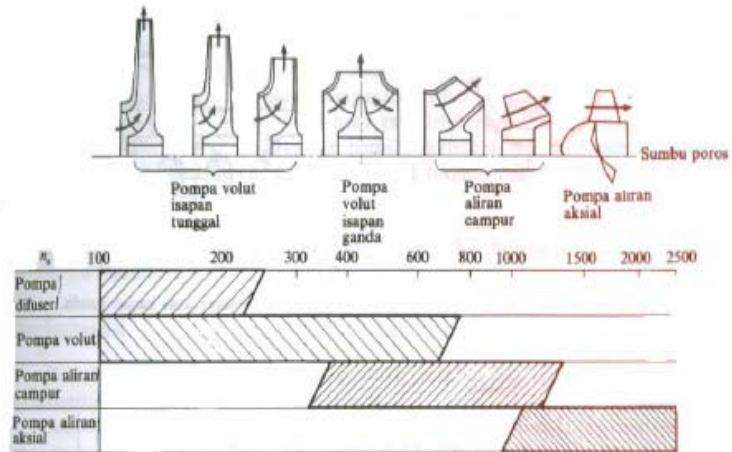 Sumbu poros
Pompa volut
isapan
tunggal
Pompa
volut
isapan
ganda
Pompa
aliran
campur
Pompa aliran
aksial
ns 100 200 300 400 600 800 1000 1500 2000 2500
Pompa
difuser
Pompa volut
Pompa aliran
campur
Pompa aliran
aksial